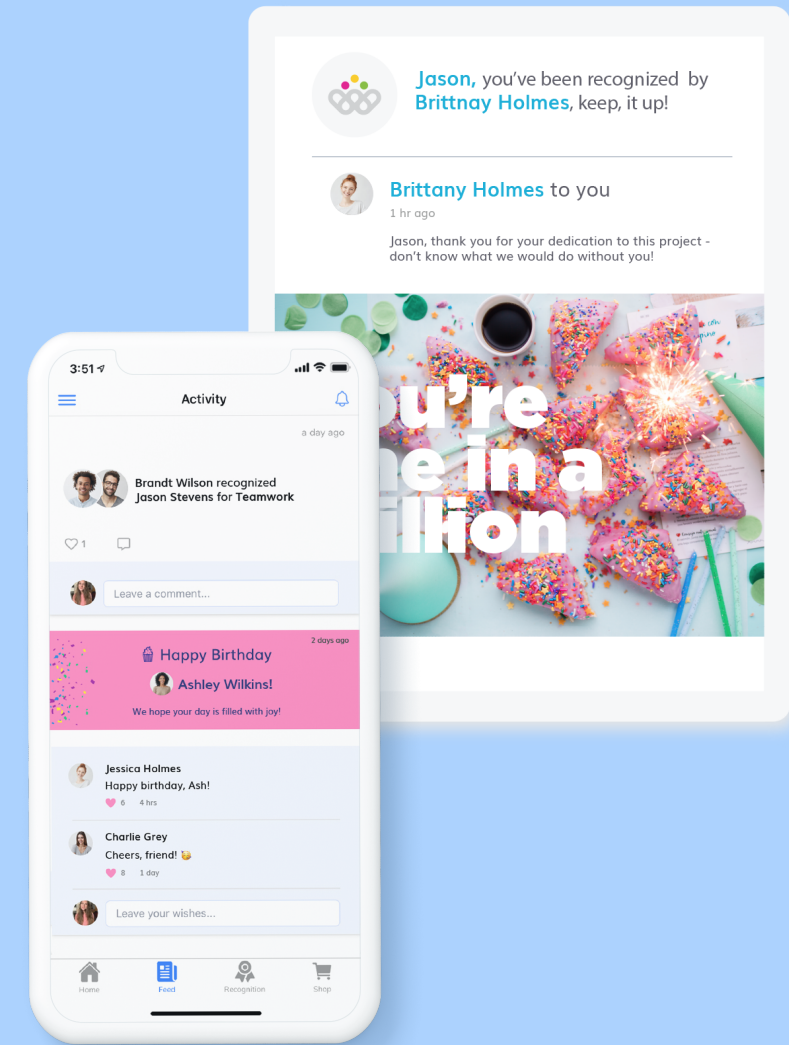 Jason, you've been recognized by
Brittnay Holmes, keep, it up!
Brittany Holmes to you
1 hr ago
Jason, thank you for your dedication to this project -
don't know what we would do without you!
ou're
ne in a
illion
3:51
Activity
a day ago
Brandt Wilson recognized
Jason Stevens for Teamwork
1
Leave a comment...
2 days ago
Happy Birthday
Ashley Wilkins!
We hope your day is filled with joy!
Jessica Holmes
Happy birthday, Ash!
6 4 hrs
Charlie Grey
Cheers, friend! 🥳
8 1 day
Leave your wishes...
Home Feed Recognition Shop